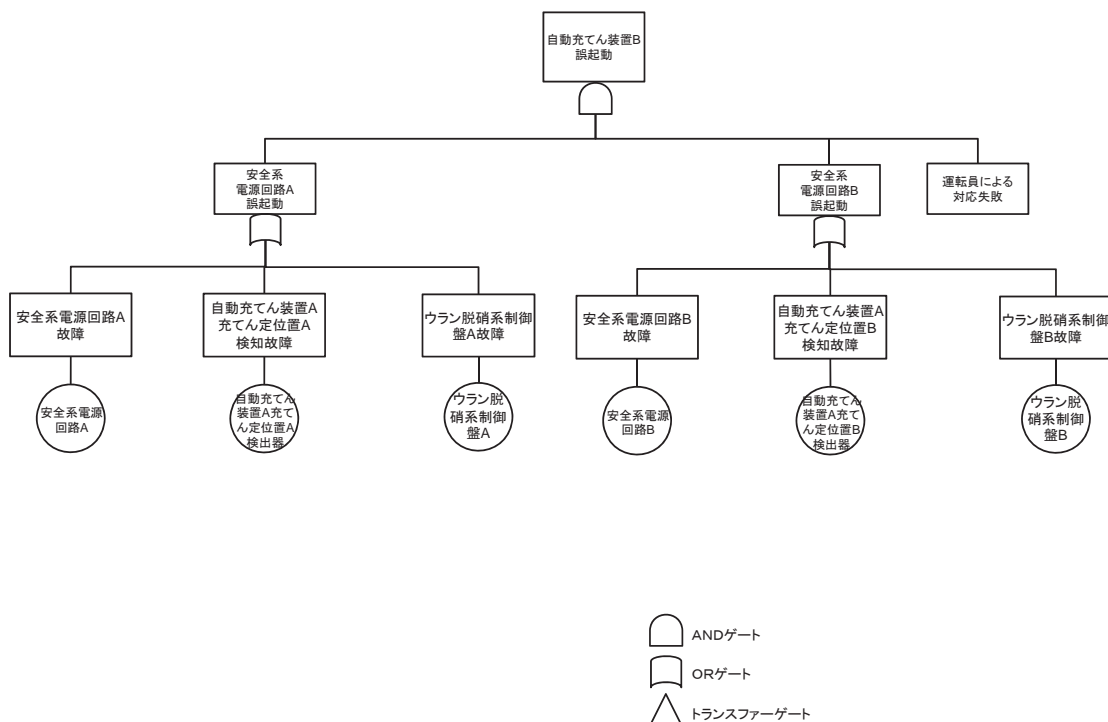 自動充てん装置B
誤起動
安全系
電源回路A
誤起動
安全系
電源回路B
誤起動
運転員による
対応失敗
安全系電源回路A
故障
自動充てん装置A
充てん定位置A
検知故障
ウラン脱硝系制御
盤A故障
安全系電源回路B
故障
自動充てん装置A
充てん定位置B
検知故障
ウラン脱硝系制御
盤B故障
安全系電源
回路A
自動充てん
装置A充て
ん定位置A
検出器
ウラン脱
硝系制御
盤A
安全系電源
回路B
自動充てん
装置A充て
ん定位置B
検出器
ウラン脱
硝系制御
盤B
ANDゲート
ORゲート
トランスファーゲート